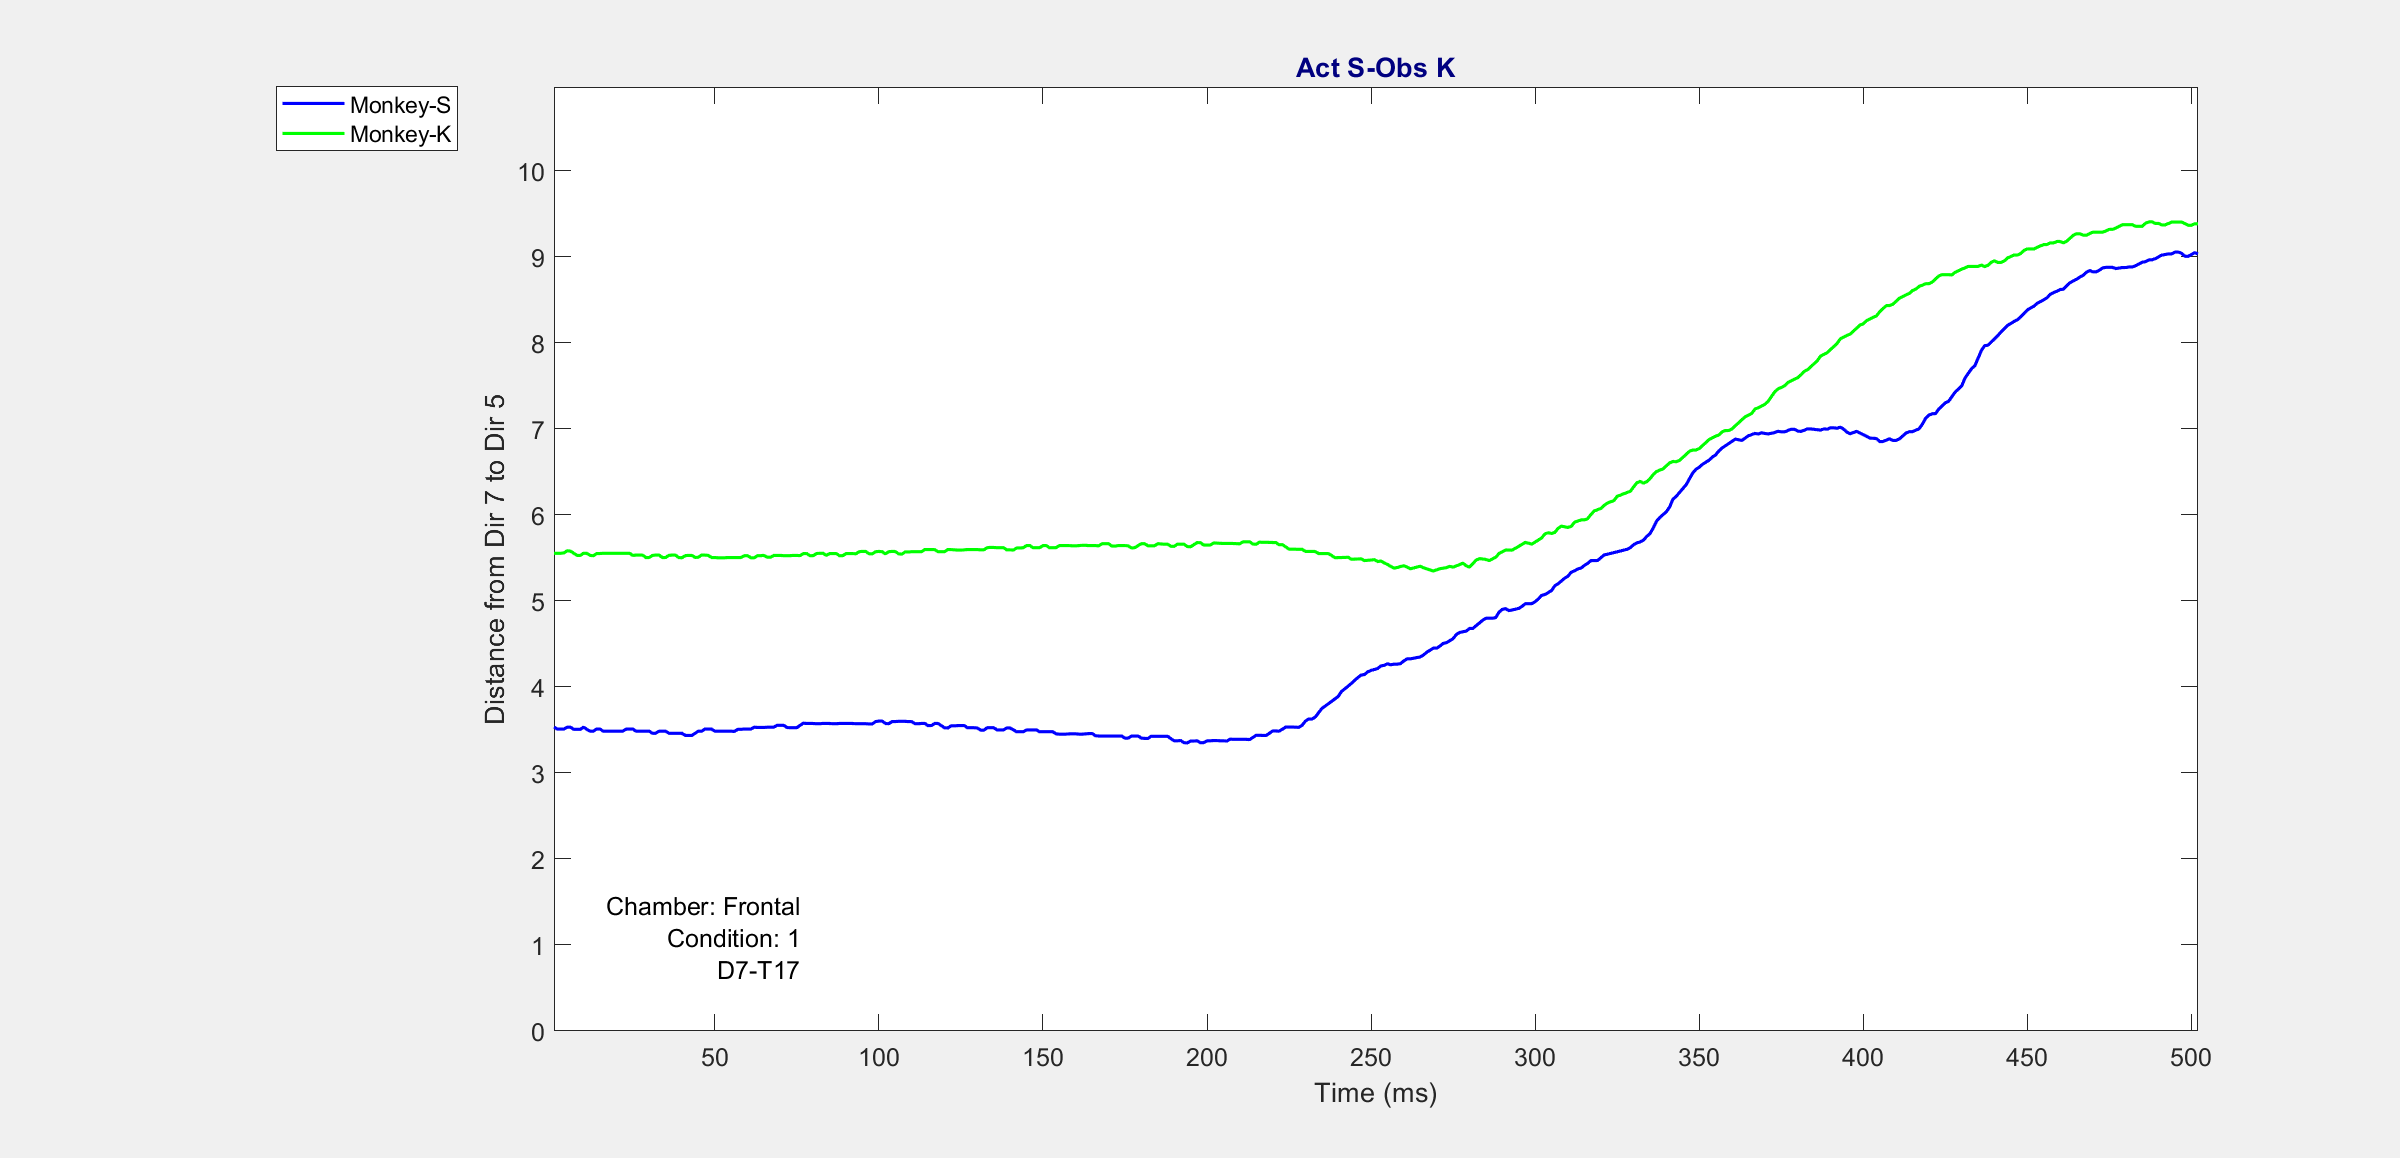 Act S-Obs K
Monkey-S
Monkey-K
10
9
8
7
6
5
4
3
2
1
0
Distance from Dir 7 to Dir 5
Chamber: Frontal
Condition: 1
D7-T17
50 100 150 200 250 300 350 400 450 500
Time (ms)